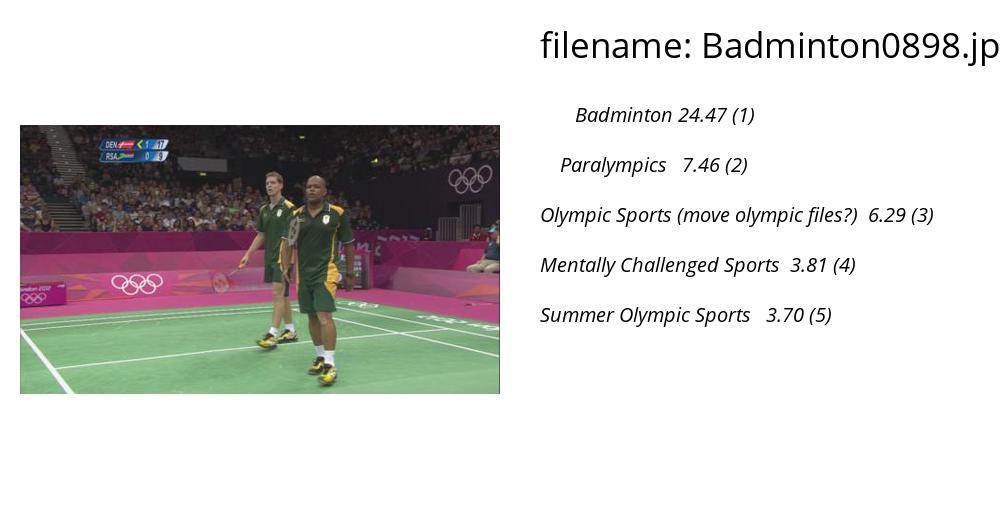 filename: Badminton0898.jp
Badminton 24.47 (1)
Paralympics 7.46 (2)
Olympic Sports (move olympic files?) 6.29 (3)
Mentally Challenged Sports 3.81 (4)
Summer Olympic Sports 3.70 (5)
DEN 1 17
RSA 0 9
london 2012